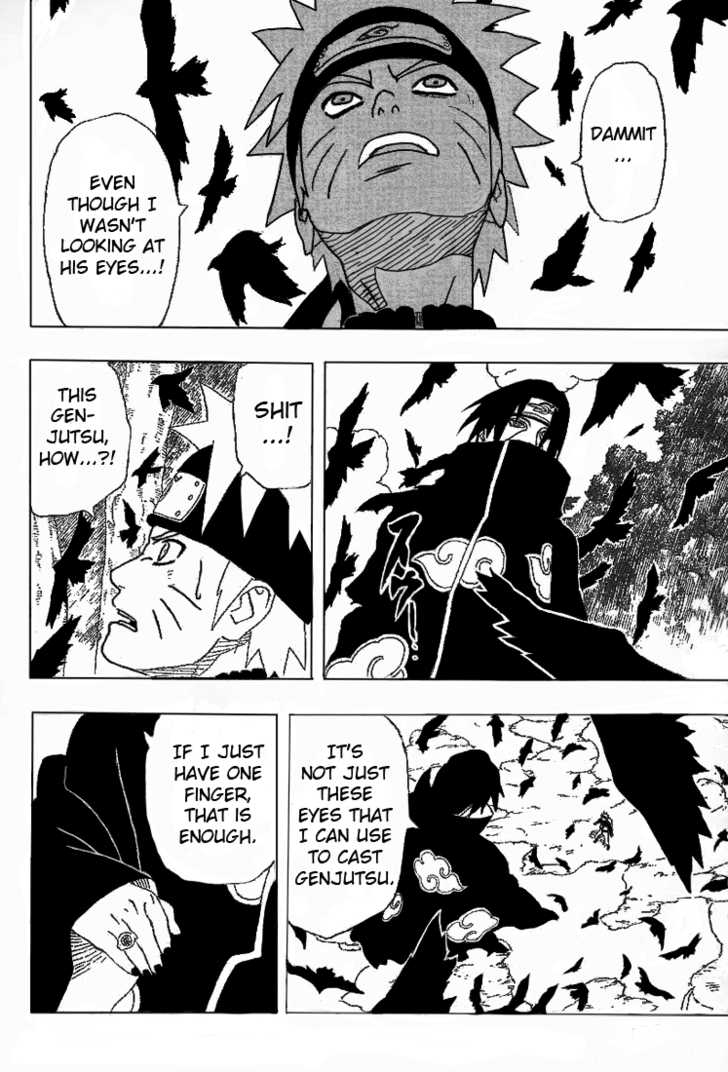 DAMMIT
...
EVEN
THOUGH I
WASN'T
LOOKING AT
HIS EYES...!
SHIT
...!
THIS
GEN-
JUTSU,
HOW...?!
IT'S
NOT JUST
THESE
EYES THAT
I CAN USE
TO CAST
GENJUTSU.
IF I JUST
HAVE ONE
FINGER,
THAT IS
ENOUGH.